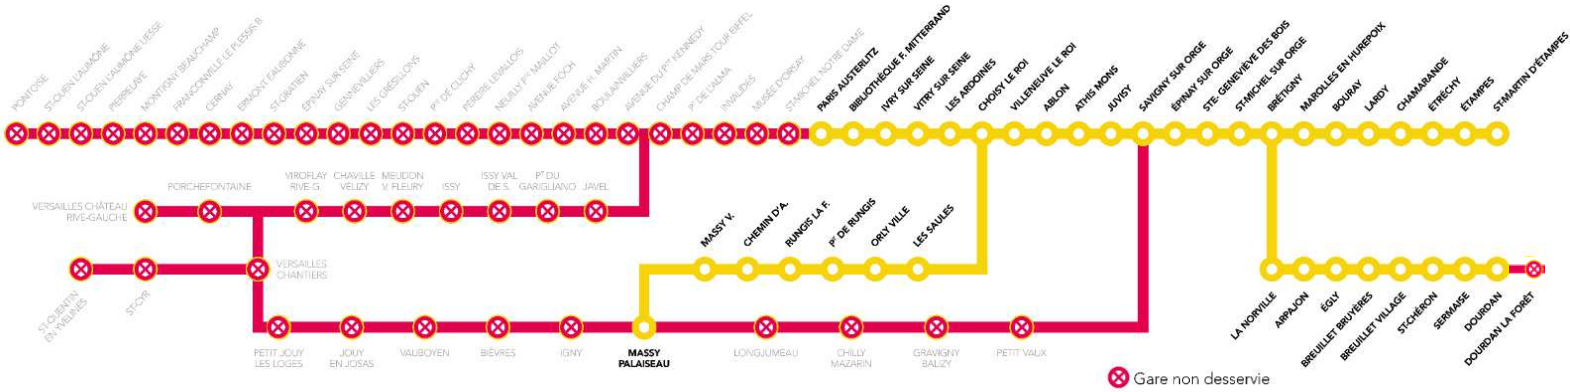 PONTOISE
ST-OUEN L'AUMÔNE
ST-OUEN L'AUMÔNE LIESSE
PIERRELAYE
MONTIGNY BEAUCHAMP
FRANCONVILLE LE PLESSIS B
CERNAY
ERMONT EAUBONNE
ST-GRATIEN
ÉPINAY SUR SEINE
GENNEVILLIERS
LES GRÉSILLONS
ST-OUEN
Pte DE CLICHY
PEREIRE LEVALLOIS
NEUILLY Pte MAILLOT
AVENUE FOCH
AVENUE H. MARTIN
BOULAINVILLIERS
AVENUE DU Pdt KENNEDY
CHAMP DE MARS TOUR EIFFEL
Pt DE L'ALMA
INVALIDES
MUSÉE D'ORSAY
ST-MICHEL NOTRE DAME
PARIS AUSTERLITZ
BIBLIOTHÈQUE F. MITTERRAND
IVRY SUR SEINE
VITRY SUR SEINE
LES ARDOINES
CHOISY LE ROI
VILLENEUVE LE ROI
ABLON
ATHIS MONS
JUVISY
SAVIGNY SUR ORGE
ÉPINAY SUR ORGE
STE- GENEVIÈVE DES BOIS
ST-MICHEL SUR ORGE
BRÉTIGNY
MAROLLES EN HUREPOIX
BOURAY
LARDY
CHAMARANDE
ÉTRÉCHY
ÉTAMPES
ST-MARTIN D'ÉTAMPES
VERSAILLES CHÂTEAU
RIVE-GAUCHE
PORCHEFONTAINE
VIROFLAY
RIVE-G.
CHAVILLE
VÉLIZY
MEUDON
V. FLEURY
ISSY
ISSY VAL
DE S.
Pt DU
GARIGLIANO
JAVEL
MASSY V.
CHEMIN D'A.
RUNGIS LA F.
Pt DE RUNGIS
ORLY VILLE
LES SAULES
ST-QUENTIN
EN YVELINES
ST-CYR
VERSAILLES
CHANTIERS
PETIT JOUY
LES LOGES
JOUY
EN JOSAS
VAUBOYEN
BIÈVRES
IGNY
MASSY
PALAISEAU
LONGJUMEAU
CHILLY
MAZARIN
GRAVIGNY
BALIZY
PETIT VAUX
LA NORVILLE
ARPAJON
ÉGLY
BREUILLET BRUYÈRES
BREUILLET VILLAGE
ST-CHÉRON
SERMAISE
DOURDAN
DOURDAN LA FORÊT
Gare non desservie